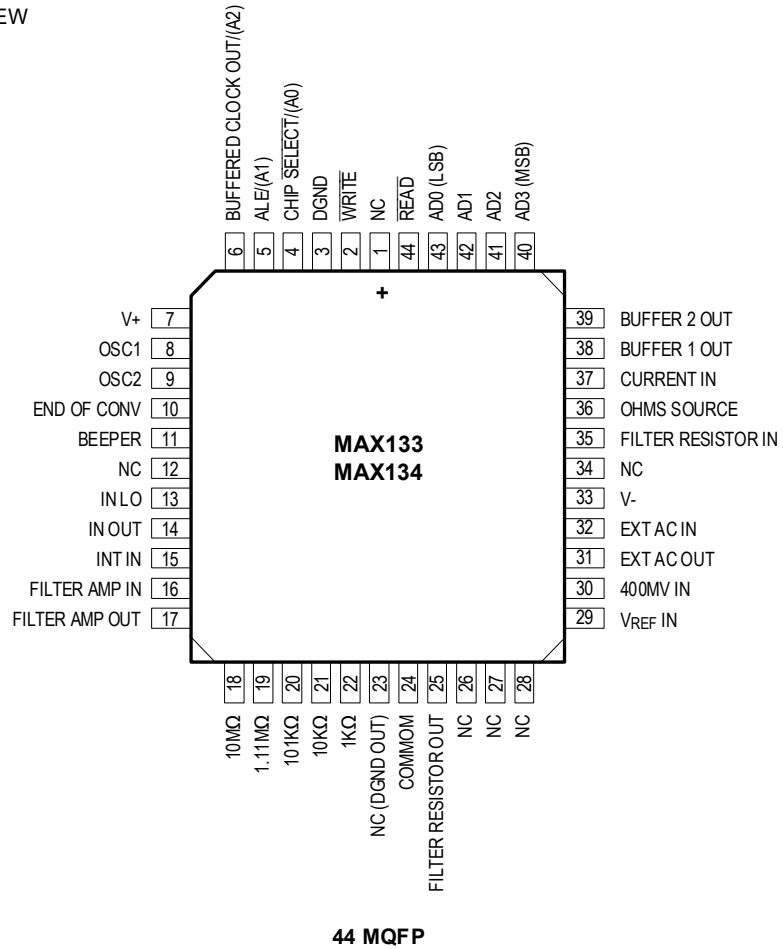 EW
BUFFERED CLOCK OUT/(A2)
ALE/(A1)
CHIP SELECT/(A0)
DGND
WRITE
NC
READ
AD0 (LSB)
AD1
AD2
AD3 (MSB)
6
5
4
3
2
1
44
43
42
41
40
+
V+ 7
OSC1 8
OSC2 9
END OF CONV 10
BEEPER 11
NC 12
IN LO 13
IN OUT 14
INT IN 15
FILTER AMP IN 16
FILTER AMP OUT 17
MAX133
MAX134
39 BUFFER 2 OUT
38 BUFFER 1 OUT
37 CURRENT IN
36 OHMS SOURCE
35 FILTER RESISTOR IN
34 NC
33 V-
32 EXT AC IN
31 EXT AC OUT
30 400MV IN
29 VREF IN
18
19
20
21
22
23
24
25
26
27
28
10MΩ
1.11MΩ
101KΩ
10KΩ
1KΩ
NC (DGND OUT)
COMMOM
FILTER RESISTOR OUT
NC
NC
NC
44 MQFP